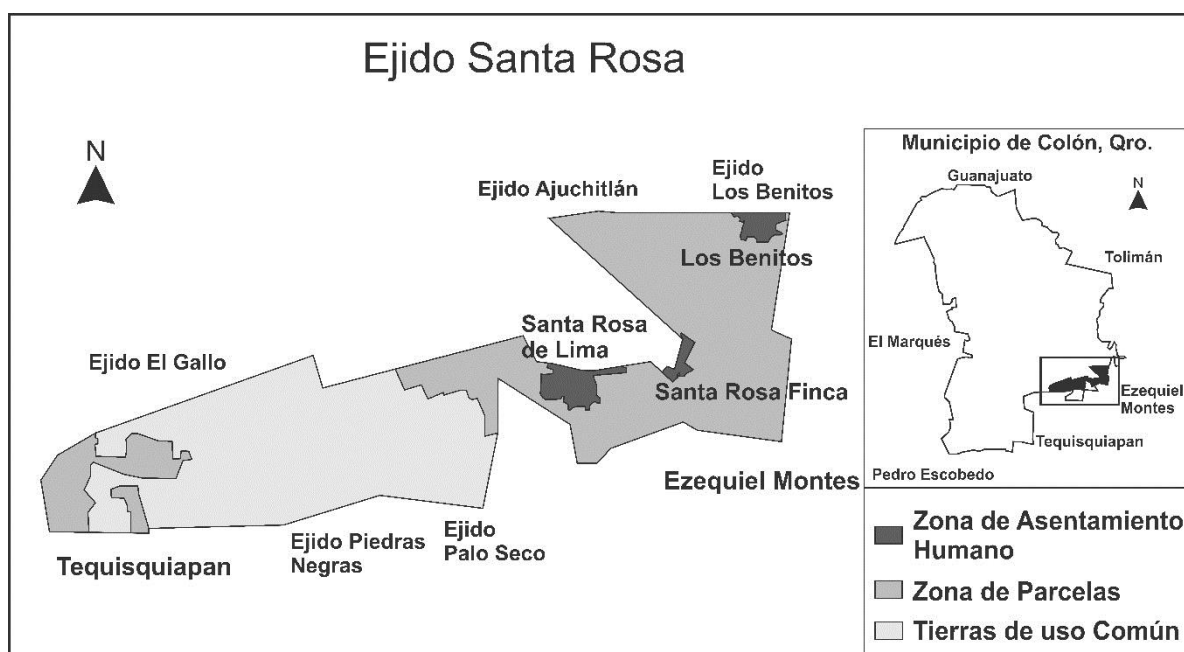 Ejido Santa Rosa
N
Ejido Ajuchitlán
Ejido
Los Benitos
Los Benitos
Santa Rosa
de Lima
Ejido El Gallo
Santa Rosa Finca
Ezequiel Montes
Ejido
Palo Seco
Ejido Piedras
Negras
Tequisquiapan
Municipio de Colón, Qro.
Guanajuato
N
Tolimán
El Marqués
Ezequiel
Montes
Tequisquiapan
Pedro Escobedo
Zona de Asentamiento
Humano
Zona de Parcelas
Tierras de uso Común